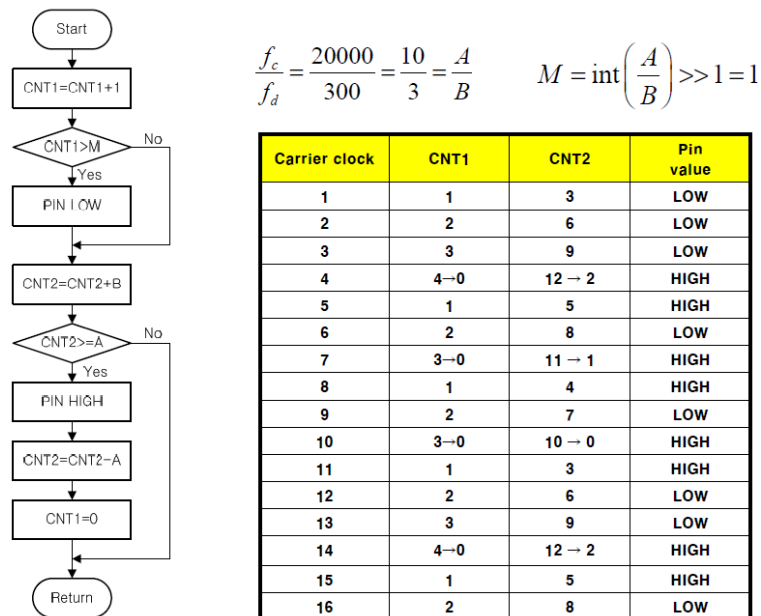 Start
CNT1=CNT1+1
CNT1>M
No
Yes
PIN LOW
CNT2=CNT2+B
CNT2>=A
No
Yes
PIN HIGH
CNT2=CNT2-A
CNT1=0
Return
f_c/f_d = 20000/300 = 10/3 = A/B
M = int(A/B) >> 1 = 1
Carrier clock CNT1 CNT2 Pin value
1 1 3 LOW
2 2 6 LOW
3 3 9 LOW
4 4→0 12 → 2 HIGH
5 1 5 HIGH
6 2 8 LOW
7 3→0 11 → 1 HIGH
8 1 4 HIGH
9 2 7 LOW
10 3→0 10 → 0 HIGH
11 1 3 HIGH
12 2 6 LOW
13 3 9 LOW
14 4→0 12 → 2 HIGH
15 1 5 HIGH
16 2 8 LOW